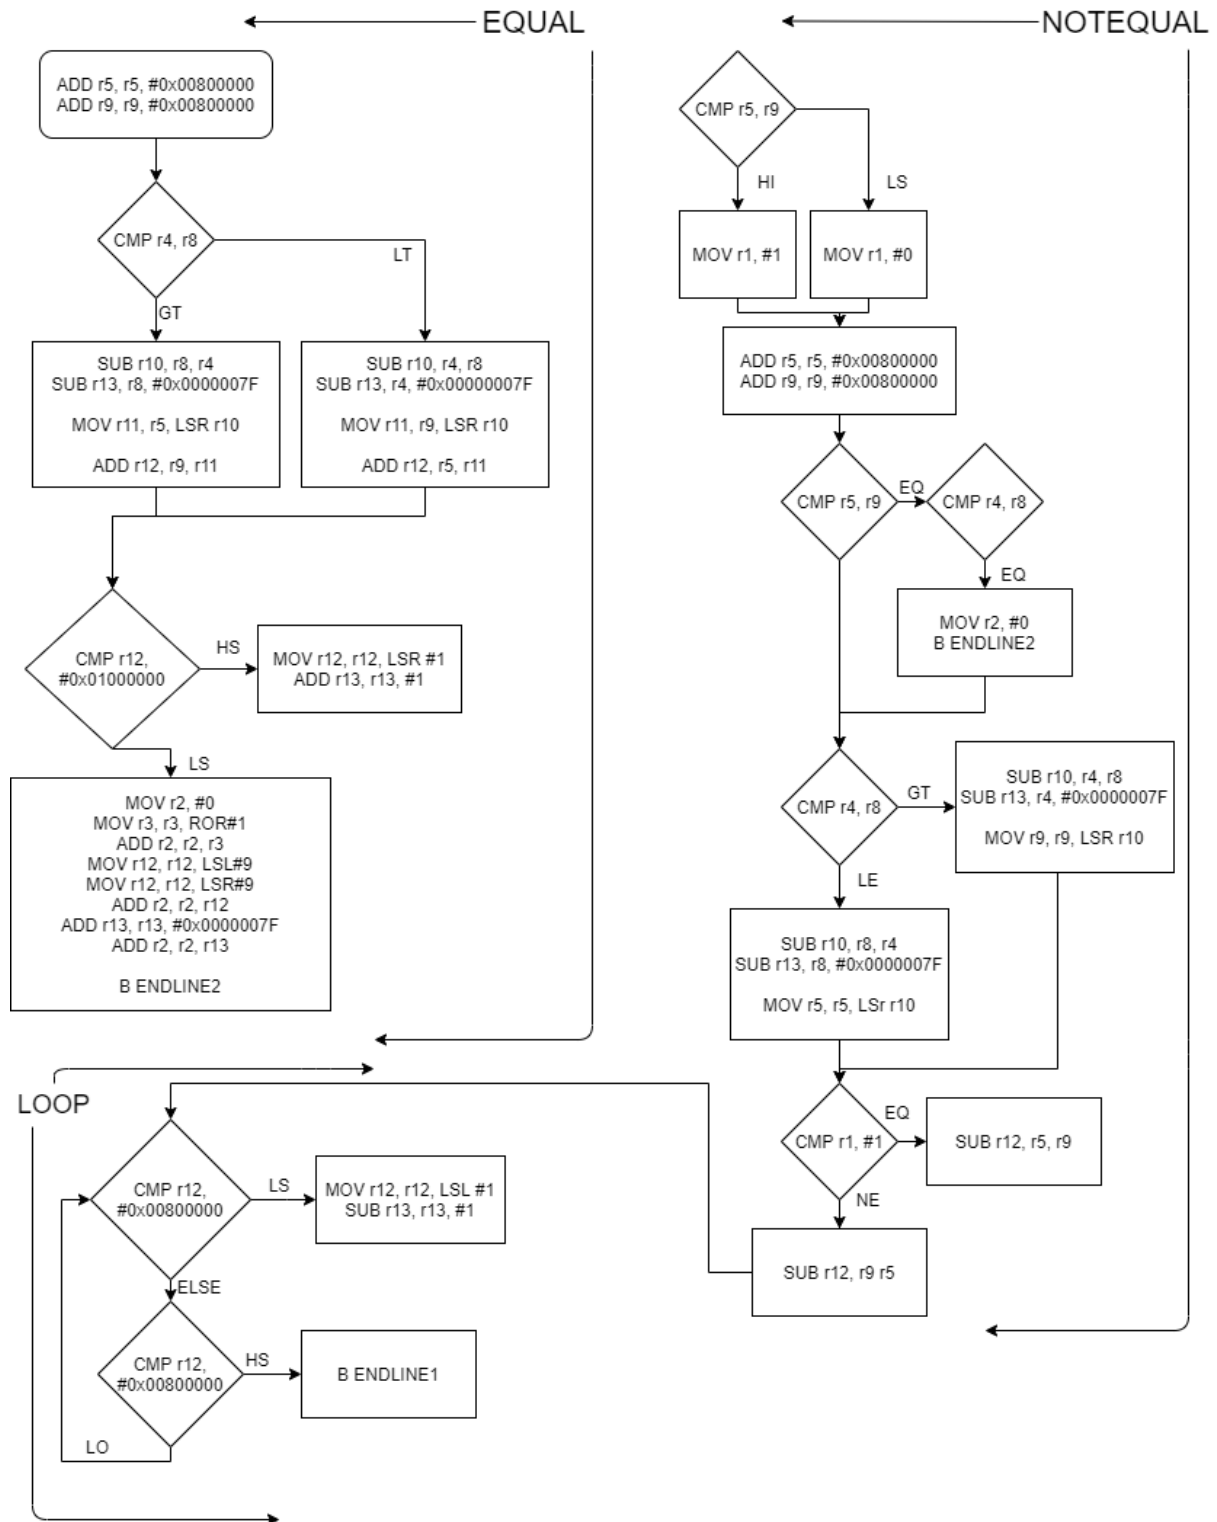 EQUAL
ADD r5, r5, #0x00800000
ADD r9, r9, #0x00800000
CMP r4, r8
LT
GT
SUB r10, r8, r4
SUB r13, r8, #0x0000007F
MOV r11, r5, LSR r10
ADD r12, r9, r11
SUB r10, r4, r8
SUB r13, r4, #0x00000007F
MOV r11, r9, LSR r10
ADD r12, r5, r11
CMP r12,
#0x01000000
HS
MOV r12, r12, LSR #1
ADD r13, r13, #1
LS
MOV r2, #0
MOV r3, r3, ROR#1
ADD r2, r2, r3
MOV r12, r12, LSL#9
MOV r12, r12, LSR#9
ADD r2, r2, r12
ADD r13, r13, #0x0000007F
ADD r2, r2, r13
B ENDLINE2
NOTEQUAL
CMP r5, r9
HI
LS
MOV r1, #1
MOV r1, #0
ADD r5, r5, #0x00800000
ADD r9, r9, #0x00800000
CMP r5, r9
EQ
CMP r4, r8
EQ
MOV r2, #0
B ENDLINE2
CMP r4, r8
GT
SUB r10, r4, r8
SUB r13, r4, #0x0000007F
MOV r9, r9, LSR r10
LE
SUB r10, r8, r4
SUB r13, r8, #0x0000007F
MOV r5, r5, LSr r10
CMP r1, #1
EQ
SUB r12, r5, r9
NE
SUB r12, r9 r5
LOOP
CMP r12,
#0x00800000
LS
MOV r12, r12, LSL #1
SUB r13, r13, #1
ELSE
CMP r12,
#0x00800000
HS
B ENDLINE1
LO